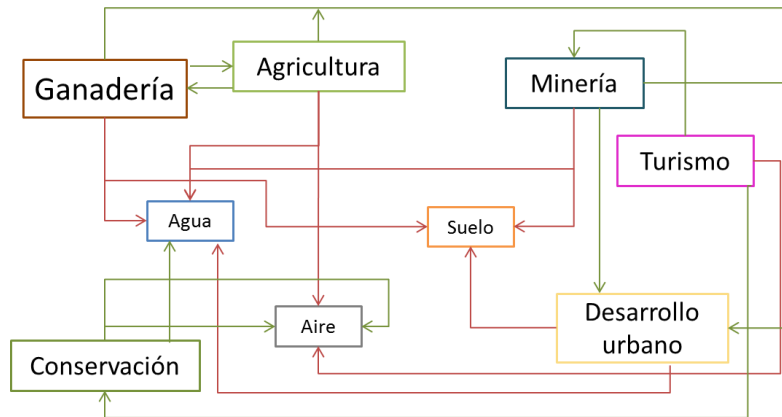 Ganadería
Agricultura
Minería
Turismo
Agua
Suelo
Aire
Desarrollo
urbano
Conservación